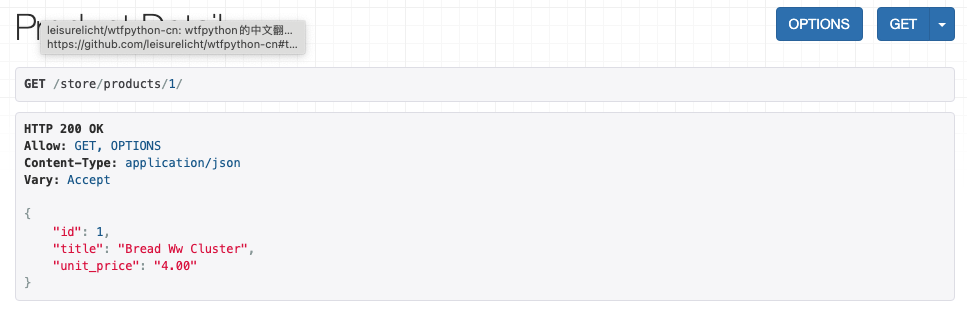 Product Detail
OPTIONS
GET
leisurelicht/wtfpython-cn: wtfpython的中文翻...
https://github.com/leisurelicht/wtfpython-cn#t...
GET /store/products/1/
HTTP 200 OK
Allow: GET, OPTIONS
Content-Type: application/json
Vary: Accept
{
"id": 1,
"title": "Bread Ww Cluster",
"unit_price": "4.00"
}